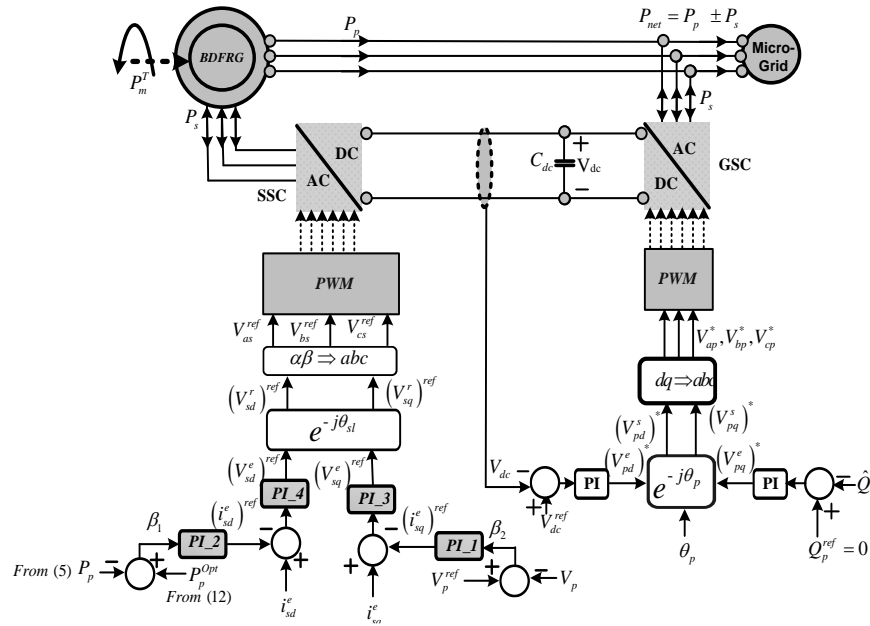 P_p
P_net = P_p ± P_s
BDFRG
Micro-
Grid
P_m^T
P_s
P_s
DC
AC
SSC
C_dc
+
V_dc
−
AC
DC
GSC
PWM
PWM
V_as^ref
V_bs^ref
V_cs^ref
V_ap^*, V_bp^*, V_cp^*
αβ ⇒ abc
dq ⇒ abc
(V_sd^r)^ref
(V_sq^r)^ref
(V_pd^s)^*
(V_pq^s)^*
e^-jθ_sl
(V_sd^e)^ref
(V_sq^e)^ref
V_dc
−
(V_pd^e)^*
(V_pq^e)^*
PI
e^-jθ_p
PI
−
Q̂
+
V_dc^ref
+
PI_4
PI_3
β_1
(i_sd^e)^ref
(i_sq^e)^ref
β_2
PI_2
−
−
PI_1
θ_p
Q_p^ref = 0
From (5) P_p
−
+
P_p^Opt
+
+
V_p^ref
+
−
V_p
From (12)
i_sd^e
i_sq^e